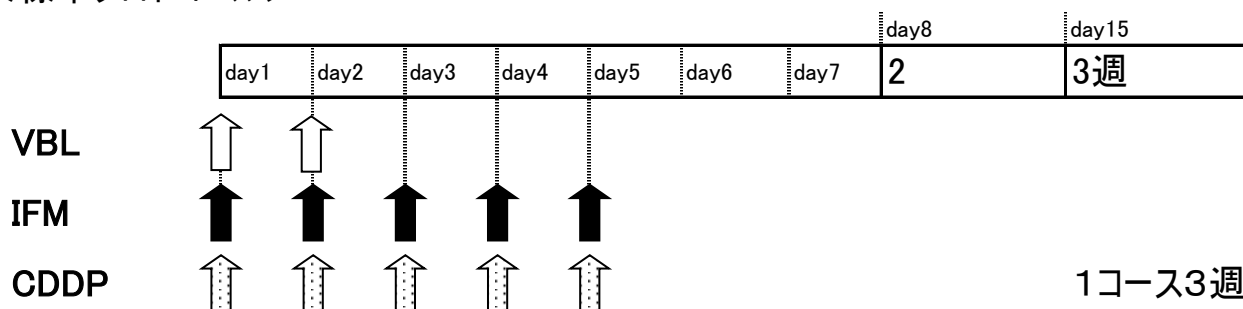 day8 day15
day1 day2 day3 day4 day5 day6 day7 2 3週
VBL
IFM
CDDP 1コース3週